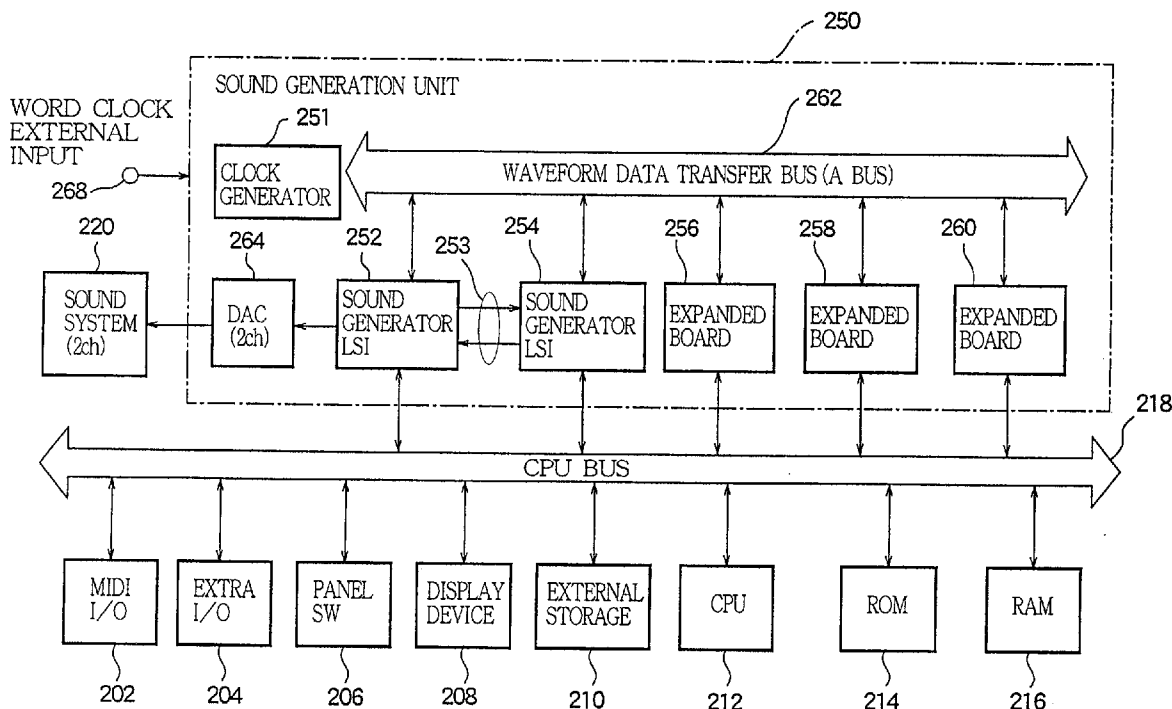 250
SOUND GENERATION UNIT
262
WORD CLOCK
EXTERNAL
INPUT
251
268
CLOCK
GENERATOR
WAVEFORM DATA TRANSFER BUS (A BUS)
220
264
252
253
254
256
258
260
SOUND
SYSTEM
(2ch)
DAC
(2ch)
SOUND
GENERATOR
LSI
SOUND
GENERATOR
LSI
EXPANDED
BOARD
EXPANDED
BOARD
EXPANDED
BOARD
218
CPU BUS
MIDI
I/O
EXTRA
I/O
PANEL
SW
DISPLAY
DEVICE
EXTERNAL
STORAGE
CPU
ROM
RAM
202
204
206
208
210
212
214
216